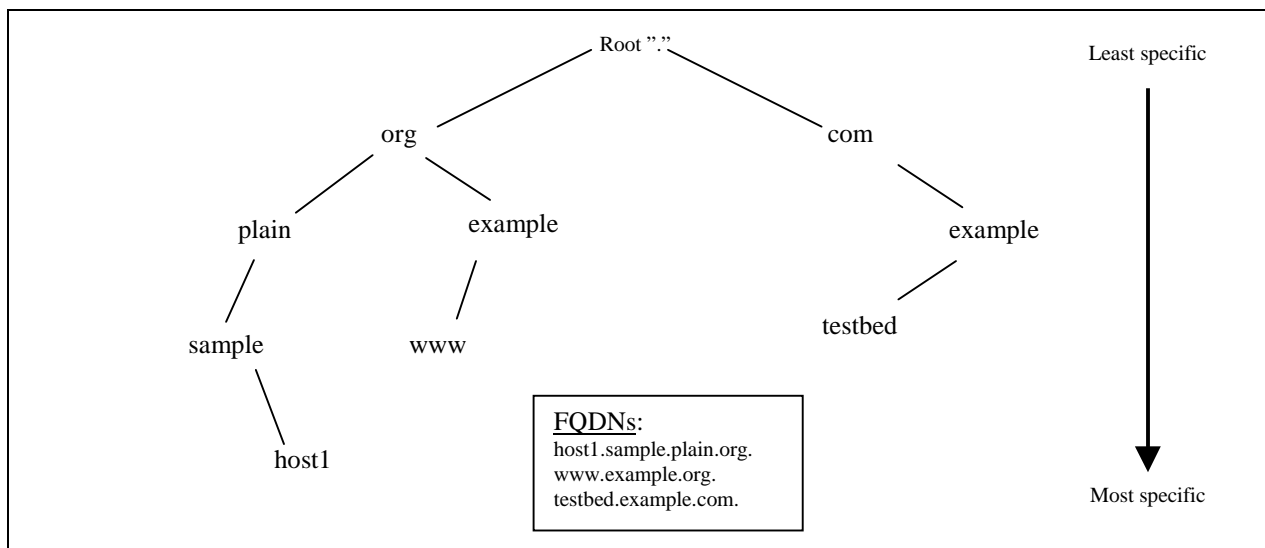 Root ”.”
Least specific
org
com
plain
example
example
sample
www
testbed
host1
FQDNs:
host1.sample.plain.org.
www.example.org.
testbed.example.com.
Most specific